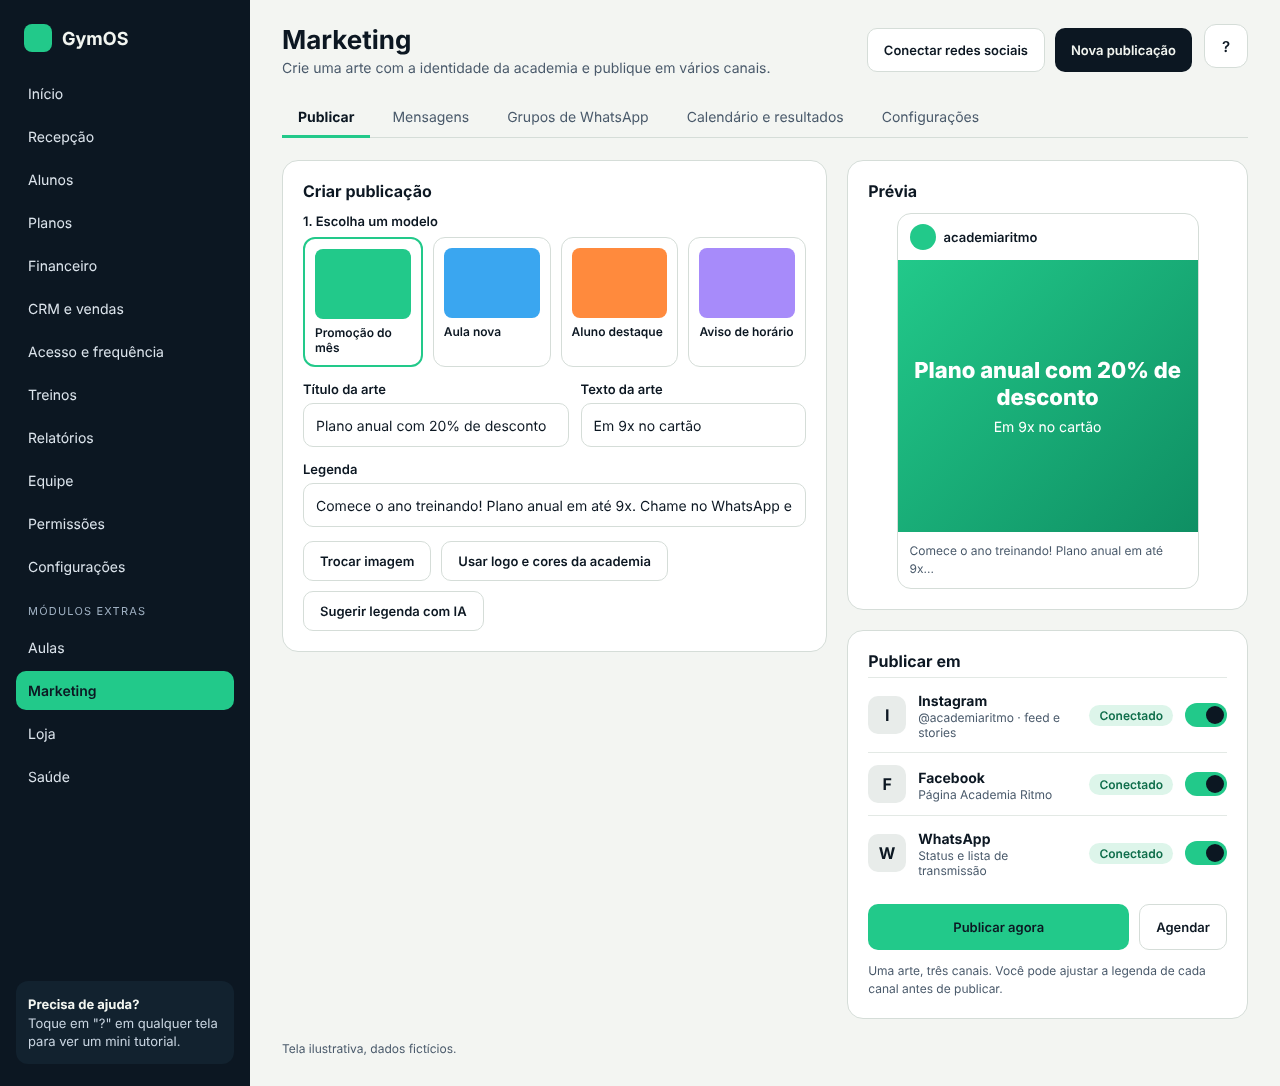 GymOS
Início
Recepção
Alunos
Planos
Financeiro
CRM e vendas
Acesso e frequência
Treinos
Relatórios
Equipe
Permissões
Configurações
MÓDULOS EXTRAS
Aulas
Marketing
Loja
Saúde
Precisa de ajuda?
Toque em "?" em qualquer tela
para ver um mini tutorial.
Marketing
Crie uma arte com a identidade da academia e publique em vários canais.
Conectar redes sociais
Nova publicação
?
Publicar
Mensagens
Grupos de WhatsApp
Calendário e resultados
Configurações
Criar publicação
1. Escolha um modelo
Promoção do
mês
Aula nova
Aluno destaque
Aviso de horário
Título da arte
Texto da arte
Plano anual com 20% de desconto
Em 9x no cartão
Legenda
Comece o ano treinando! Plano anual em até 9x. Chame no WhatsApp e
Trocar imagem
Usar logo e cores da academia
Sugerir legenda com IA
Prévia
academiaritmo
Plano anual com 20% de
desconto
Em 9x no cartão
Comece o ano treinando! Plano anual em até
9x...
Publicar em
I
Instagram
@academiaritmo · feed e
stories
Conectado
F
Facebook
Página Academia Ritmo
Conectado
W
WhatsApp
Status e lista de
transmissão
Conectado
Publicar agora
Agendar
Uma arte, três canais. Você pode ajustar a legenda de cada
canal antes de publicar.
Tela ilustrativa, dados fictícios.